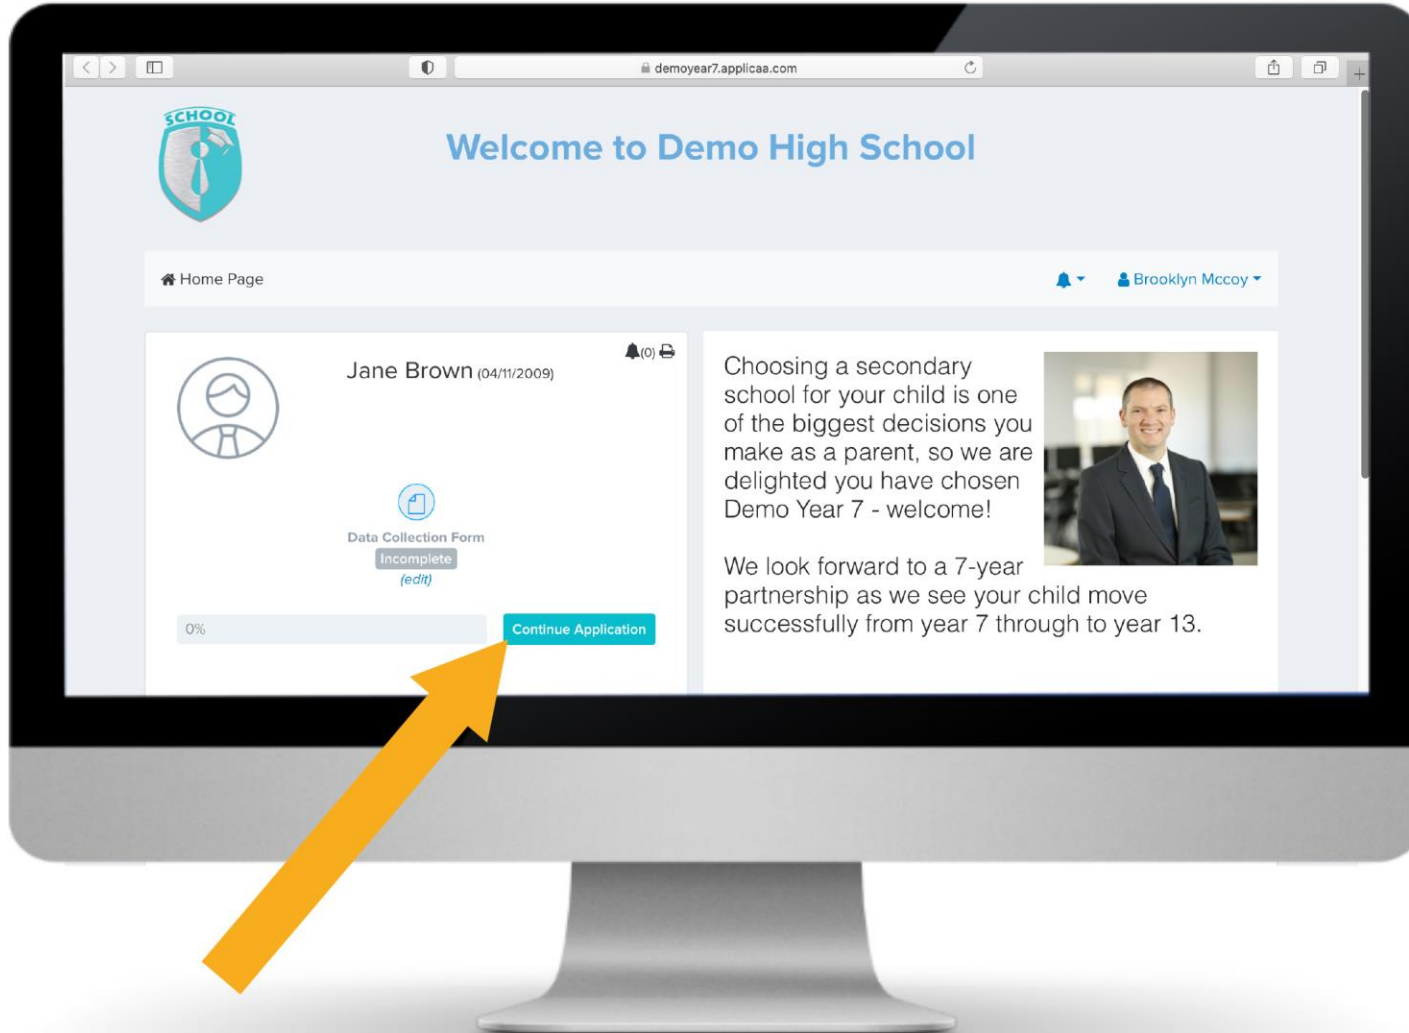 demoyear7.applicaa.com
SCHOOL
Welcome to Demo High School
Home Page
Brooklyn Mccoy
(0)
Jane Brown (04/11/2009)
Data Collection Form
Incomplete
(edit)
0%
Continue Application
Choosing a secondary
school for your child is one
of the biggest decisions you
make as a parent, so we are
delighted you have chosen
Demo Year 7 - welcome!
We look forward to a 7-year
partnership as we see your child move
successfully from year 7 through to year 13.